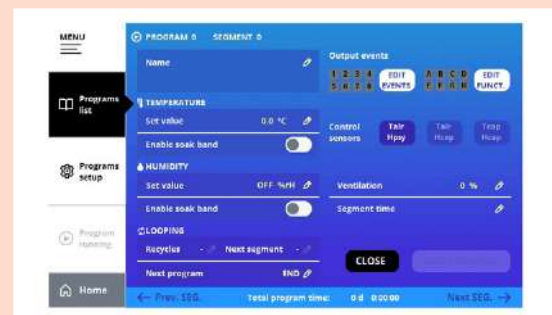 MENU
PROGRAM 0 SEGMENT 0
Name
Output events
1 2 3 4
5 6 7 8
EDIT
EVENTS
A B C D
E F G H
EDIT
FUNCT.
Programs
list
TEMPERATURE
Set value 0.0 °C
Enable soak band
Control
sensors
Tair
Hpsy
Tair
Hcap
HUMIDITY
Set value OFF %rH
Enable soak band
Ventilation 0 %
Segment time
Programs
setup
LOOPING
Recycles - Next segment -
Next program END
Program
running
CLOSE
Home
← Prev. SEG. Total program time: 0 d 0:00:00 Next SEG. →